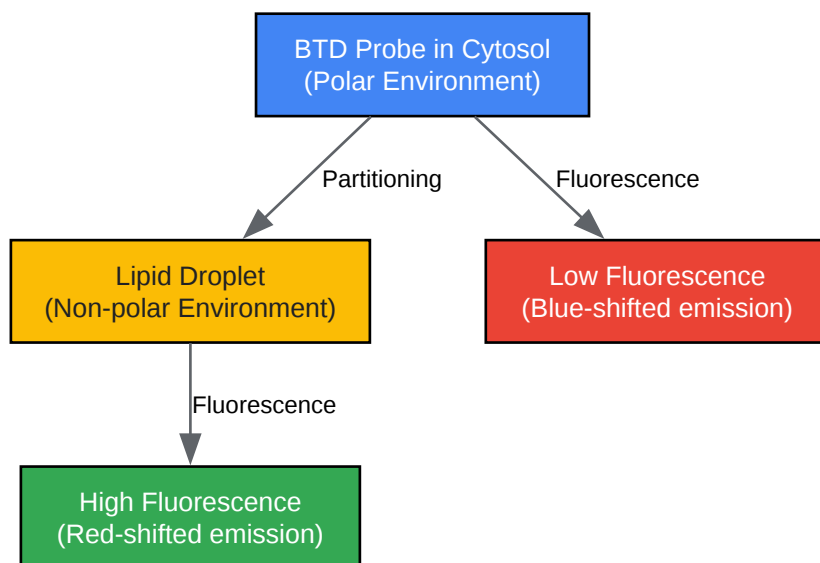 BTD Probe in Cytosol
(Polar Environment)
Partitioning
Fluorescence
Lipid Droplet
(Non-polar Environment)
Low Fluorescence
(Blue-shifted emission)
Fluorescence
High Fluorescence
(Red-shifted emission)